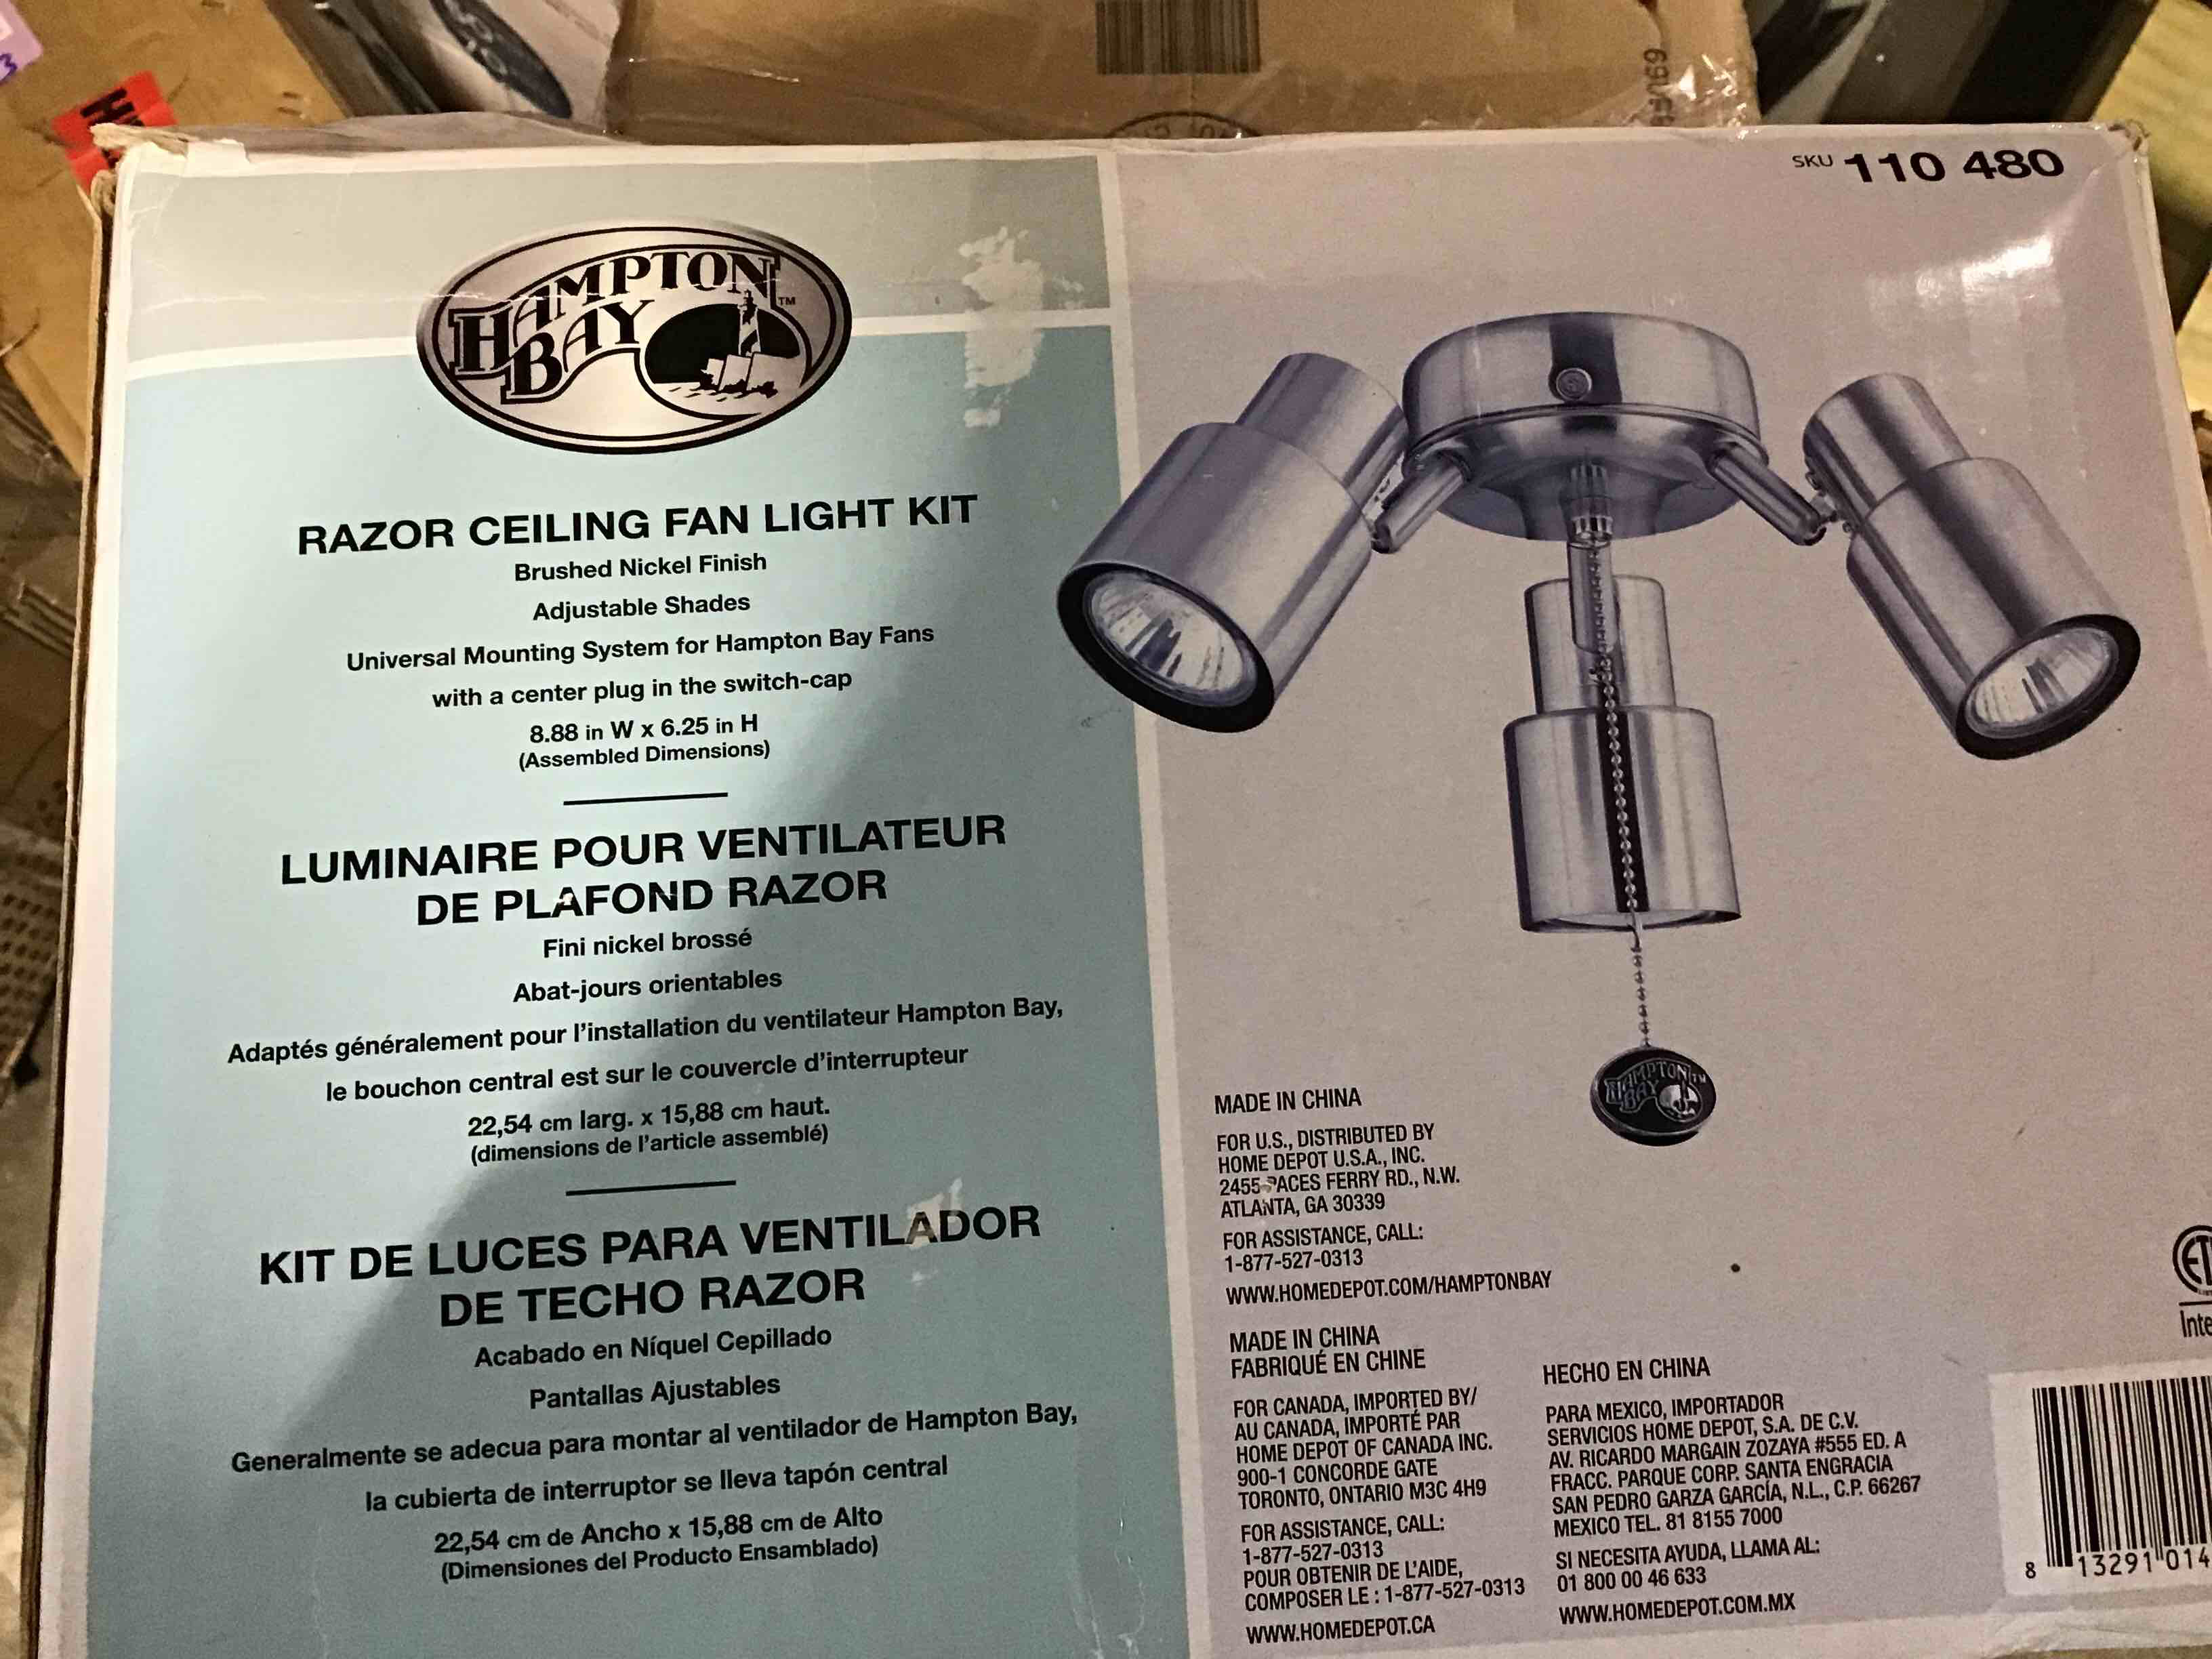 SKU 110 480
HAMPTON
BAY™
RAZOR CEILING FAN LIGHT KIT
Brushed Nickel Finish
Adjustable Shades
Universal Mounting System for Hampton Bay Fans
with a center plug in the switch-cap
8.88 in W x 6.25 in H
(Assembled Dimensions)
LUMINAIRE POUR VENTILATEUR
DE PLAFOND RAZOR
Fini nickel brossé
Abat-jours orientables
Adaptés généralement pour l'installation du ventilateur Hampton Bay,
le bouchon central est sur le couvercle d'interrupteur
22,54 cm larg. x 15,88 cm haut.
(dimensions de l'article assemblé)
KIT DE LUCES PARA VENTILADOR
DE TECHO RAZOR
Acabado en Níquel Cepillado
Pantallas Ajustables
Generalmente se adecua para montar al ventilador de Hampton Bay,
la cubierta de interruptor se lleva tapón central
22,54 cm de Ancho x 15,88 cm de Alto
(Dimensiones del Producto Ensamblado)
HAMPTON
BAY
MADE IN CHINA
FOR U.S., DISTRIBUTED BY
HOME DEPOT U.S.A., INC.
2455 PACES FERRY RD., N.W.
ATLANTA, GA 30339
FOR ASSISTANCE, CALL:
1-877-527-0313
WWW.HOMEDEPOT.COM/HAMPTONBAY
MADE IN CHINA
FABRIQUÉ EN CHINE
FOR CANADA, IMPORTED BY/
AU CANADA, IMPORTÉ PAR
HOME DEPOT OF CANADA INC.
900-1 CONCORDE GATE
TORONTO, ONTARIO M3C 4H9
FOR ASSISTANCE, CALL:
1-877-527-0313
POUR OBTENIR DE L'AIDE,
COMPOSER LE : 1-877-527-0313
WWW.HOMEDEPOT.CA
HECHO EN CHINA
PARA MEXICO, IMPORTADOR
SERVICIOS HOME DEPOT, S.A. DE C.V.
AV. RICARDO MARGAIN ZOZAYA #555 ED. A
FRACC. PARQUE CORP. SANTA ENGRACIA
SAN PEDRO GARZA GARCÍA, N.L., C.P. 66267
MEXICO TEL. 81 8155 7000
SI NECESITA AYUDA, LLAMA AL:
01 800 00 46 633
WWW.HOMEDEPOT.COM.MX
Inte
8 13291 014